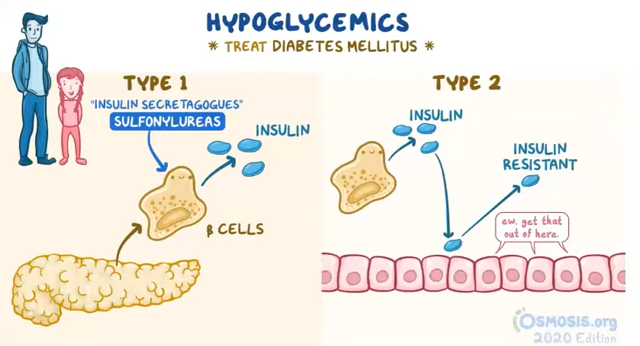 HYPOGLYCEMICS
* TREAT DIABETES MELLITUS *
TYPE 1
"INSULIN SECRETAGOGUES"
SULFONYLUREAS
INSULIN
β CELLS
TYPE 2
INSULIN
INSULIN
RESISTANT
ew, get that
out of here
OSMOSIS.org
2020 Edition